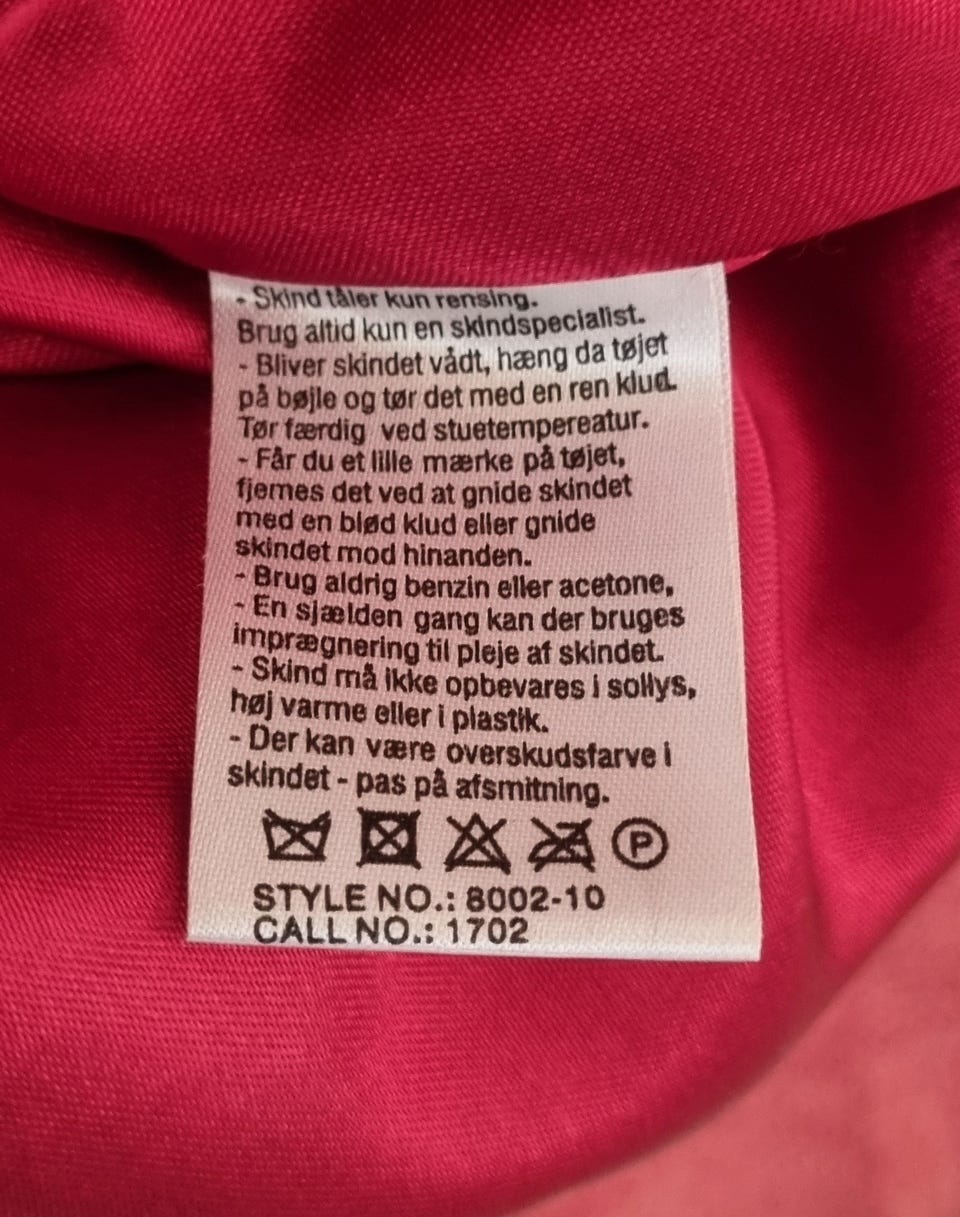 - Skind tåler kun rensing.
Brug altid kun en skindspecialist.
- Bliver skindet vådt, hæng da tøjet
på bøjle og tør det med en ren klud.
Tør færdig ved stuetempereatur.
- Får du et lille mærke på tøjet,
fjernes det ved at gnide skindet
med en blød klud eller gnide
skindet mod hinanden.
- Brug aldrig benzin eller acetone,
- En sjælden gang kan der bruges
imprægnering til pleje af skindet.
- Skind må ikke opbevares i sollys,
høj varme eller i plastik.
- Der kan være overskudsfarve i
skindet - pas på afsmitning.
P
STYLE NO.: 8002-10
CALL NO.: 1702